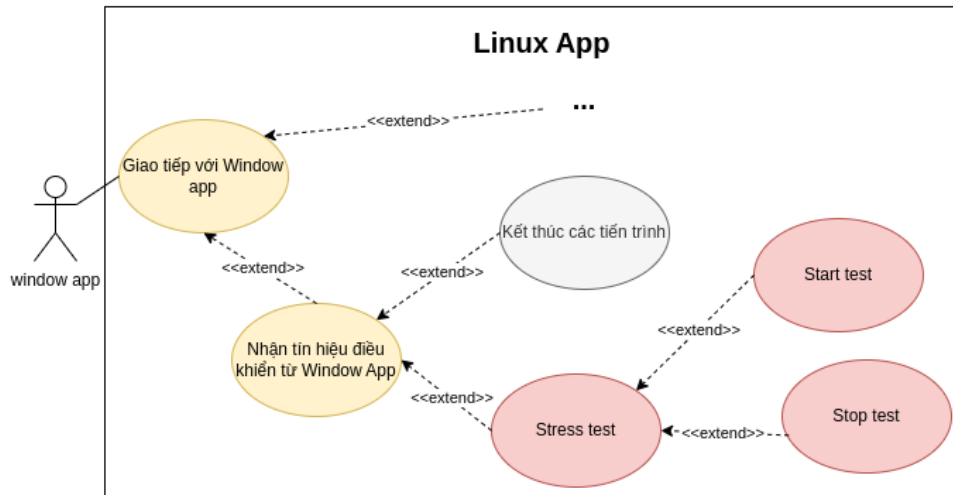 Linux App
...
<<extend>>
Giao tiếp với Window
app
window app
<<extend>>
<<extend>>
Kết thúc các tiến trình
Start test
<<extend>>
Nhận tín hiệu điều
khiển từ Window App
<<extend>>
Stress test
<<extend>>
Stop test